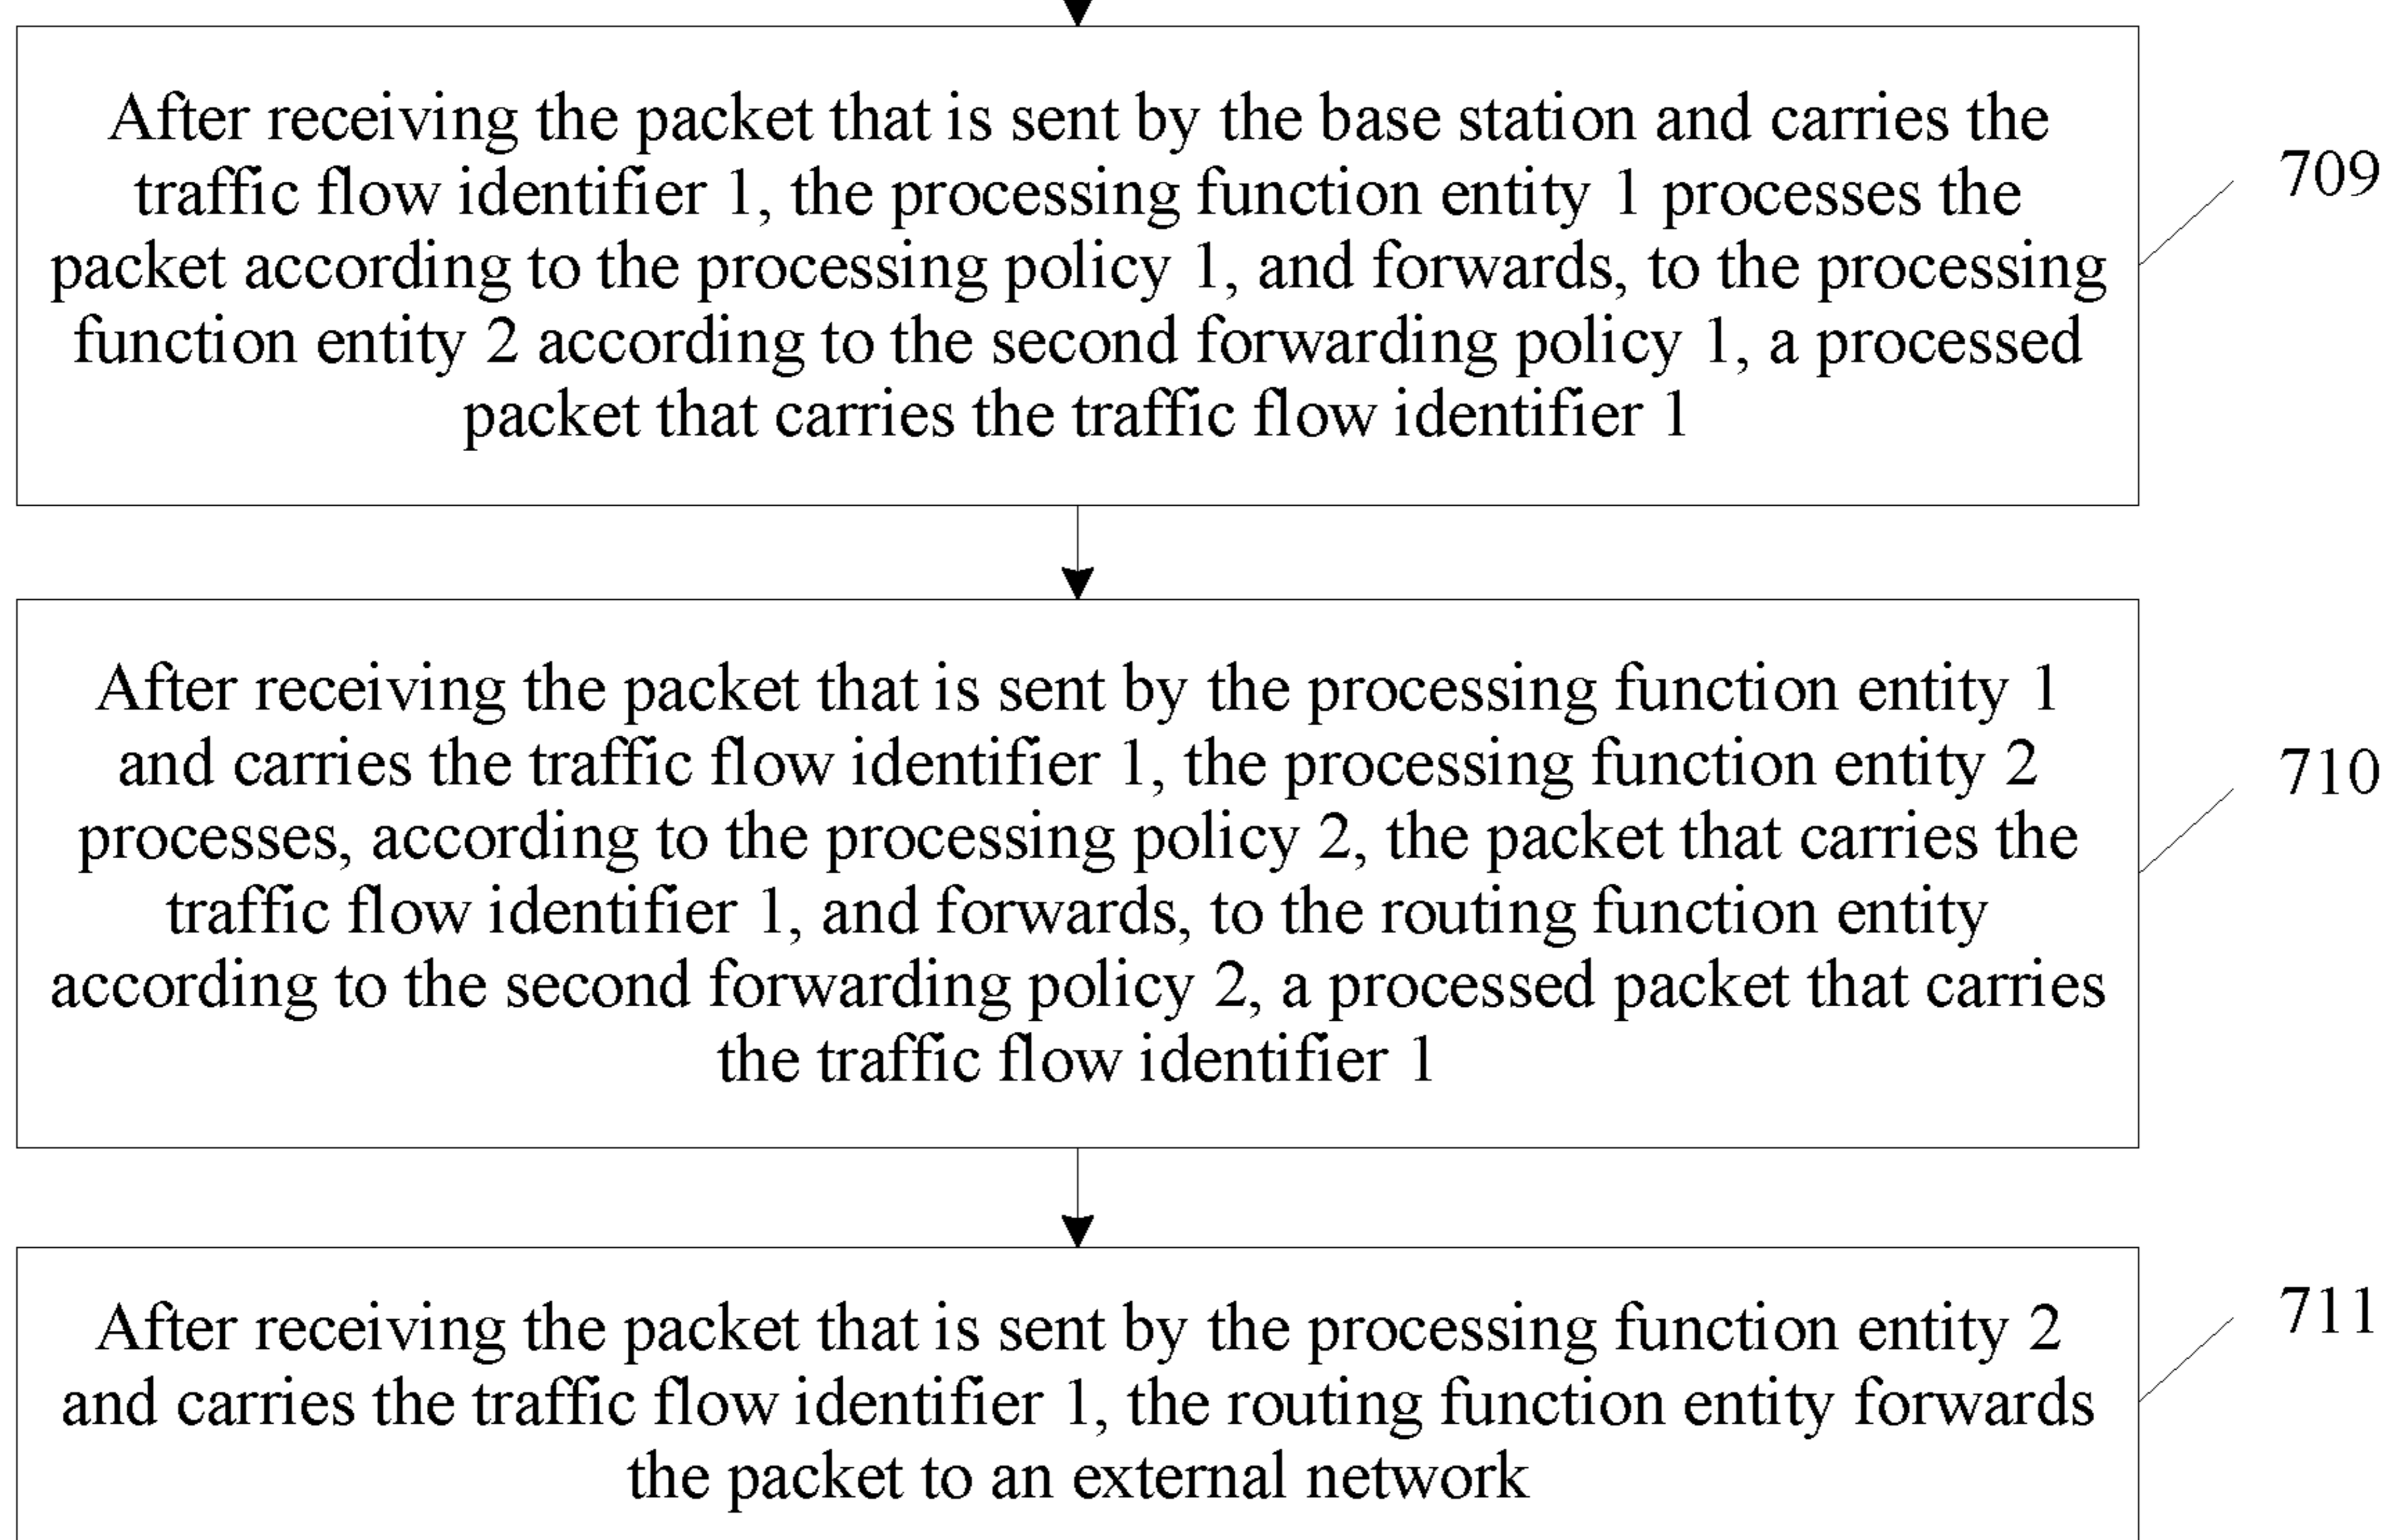 After receiving the packet that is sent by the base station and carries the
traffic flow identifier 1, the processing function entity 1 processes the
packet according to the processing policy 1, and forwards, to the processing
function entity 2 according to the second forwarding policy 1, a processed
packet that carries the traffic flow identifier 1
709
After receiving the packet that is sent by the processing function entity 1
and carries the traffic flow identifier 1, the processing function entity 2
processes, according to the processing policy 2, the packet that carries the
traffic flow identifier 1, and forwards, to the routing function entity
according to the second forwarding policy 2, a processed packet that carries
the traffic flow identifier 1
710
After receiving the packet that is sent by the processing function entity 2
and carries the traffic flow identifier 1, the routing function entity forwards
the packet to an external network
711